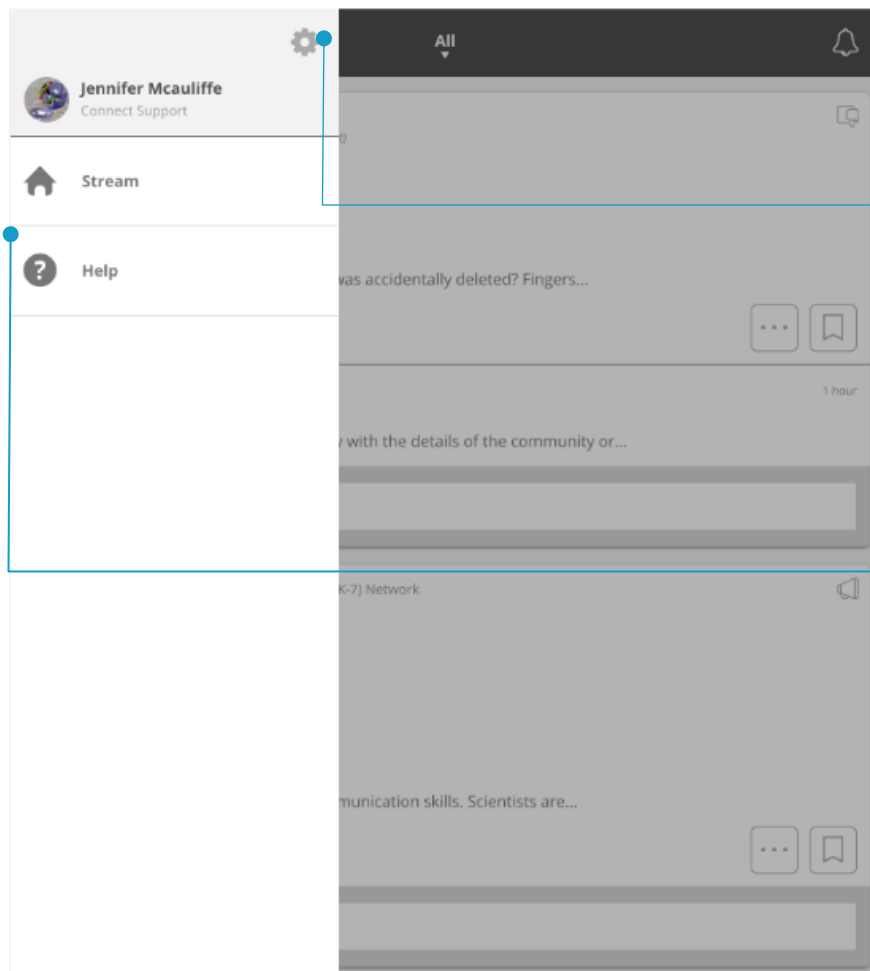 All
Jennifer Mcauliffe
Connect Support
Stream
Help
was accidentally deleted? Fingers...
1 hour
with the details of the community or...
K-7) Network
munication skills. Scientists are...